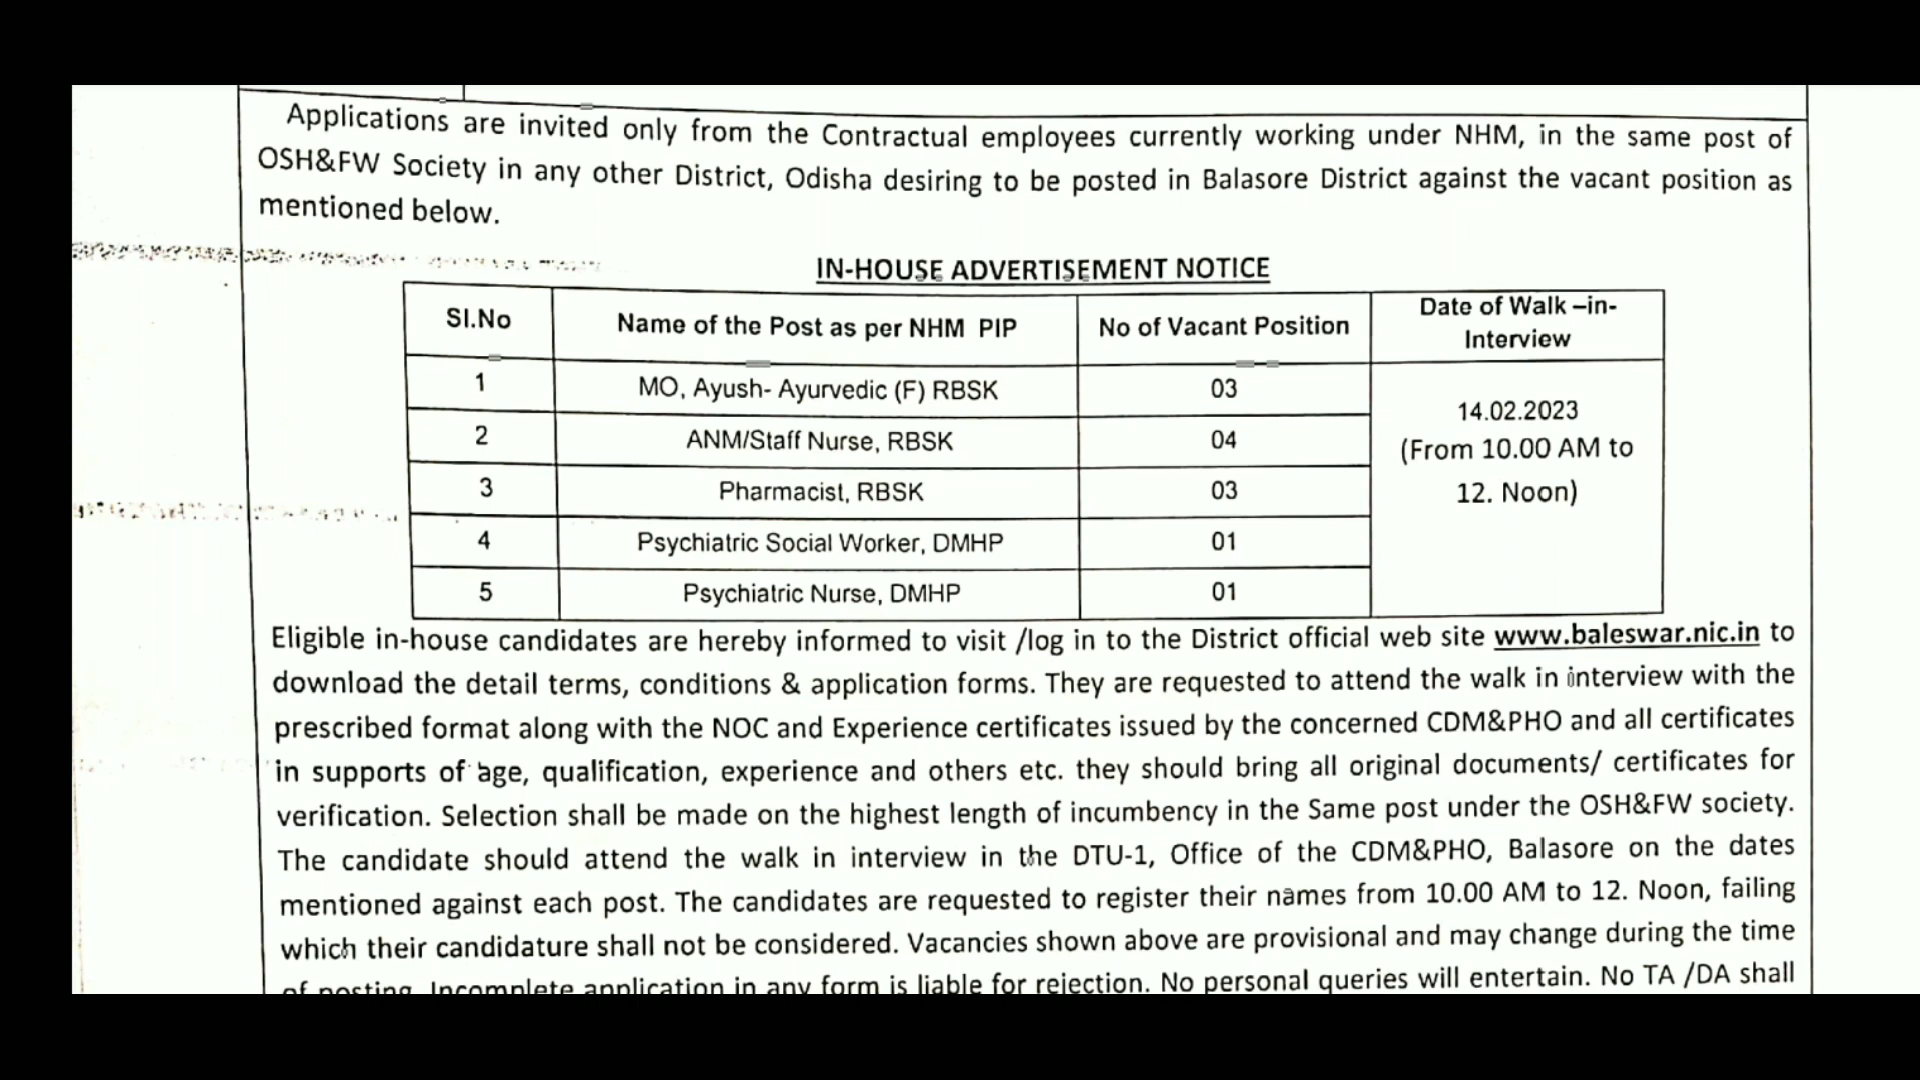 Applications are invited only from the Contractual employees currently working under NHM, in the same post of
OSH&FW Society in any other District, Odisha desiring to be posted in Balasore District against the vacant position as
mentioned below.
IN-HOUSE ADVERTISEMENT NOTICE
Sl.No Name of the Post as per NHM PIP No of Vacant Position Date of Walk –in-
Interview
1 MO, Ayush- Ayurvedic (F) RBSK 03
2 ANM/Staff Nurse, RBSK 04
3 Pharmacist, RBSK 03
4 Psychiatric Social Worker, DMHP 01
5 Psychiatric Nurse, DMHP 01
14.02.2023
(From 10.00 AM to
12. Noon)
Eligible in-house candidates are hereby informed to visit /log in to the District official web site www.baleswar.nic.in to
download the detail terms, conditions & application forms. They are requested to attend the walk in interview with the
prescribed format along with the NOC and Experience certificates issued by the concerned CDM&PHO and all certificates
in supports of age, qualification, experience and others etc. they should bring all original documents/ certificates for
verification. Selection shall be made on the highest length of incumbency in the Same post under the OSH&FW society.
The candidate should attend the walk in interview in the DTU-1, Office of the CDM&PHO, Balasore on the dates
mentioned against each post. The candidates are requested to register their names from 10.00 AM to 12. Noon, failing
which their candidature shall not be considered. Vacancies shown above are provisional and may change during the time
of posting. Incomplete application in any form is liable for rejection. No personal queries will entertain. No TA /DA shall